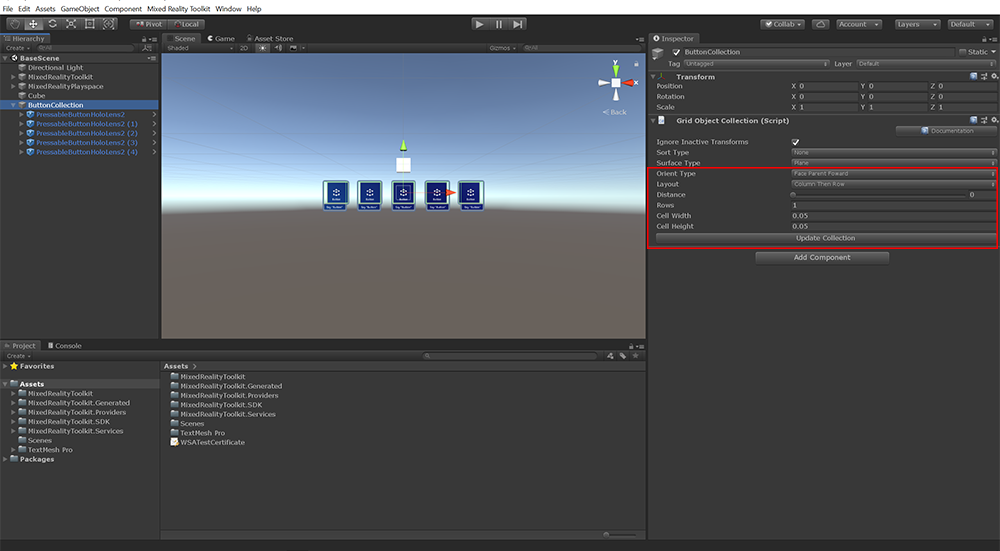 File Edit Assets GameObject Component Mixed Reality Toolkit Window Help
Pivot Local Collab Account Layers Default
Hierarchy
Create All
BaseScene
Directional Light
MixedRealityToolkit
MixedRealityPlayspace
Cube
ButtonCollection
PressableButtonHoloLens2
PressableButtonHoloLens2 (1)
PressableButtonHoloLens2 (2)
PressableButtonHoloLens2 (3)
PressableButtonHoloLens2 (4)
Scene Game Asset Store
Shaded 2D Gizmos All
y
x
Back
Button Button Button Button Button
Inspector
ButtonCollection Static
Tag Untagged Layer Default
Transform
Position X 0 Y 0 Z 0
Rotation X 0 Y 0 Z 0
Scale X 1 Y 1 Z 1
Grid Object Collection (Script)
Documentation
Ignore Inactive Transforms
Sort Type None
Surface Type Plane
Orient Type Face Parent Foward
Layout Column Then Row
Distance 0
Rows 1
Cell Width 0.05
Cell Height 0.05
Update Collection
Add Component
Project Console
Create
Favorites
Assets
MixedRealityToolkit
MixedRealityToolkit.Generated
MixedRealityToolkit.Providers
MixedRealityToolkit.SDK
MixedRealityToolkit.Services
Scenes
TextMesh Pro
Packages
Assets
MixedRealityToolkit
MixedRealityToolkit.Generated
MixedRealityToolkit.Providers
MixedRealityToolkit.SDK
MixedRealityToolkit.Services
Scenes
TextMesh Pro
WSATestCertificate